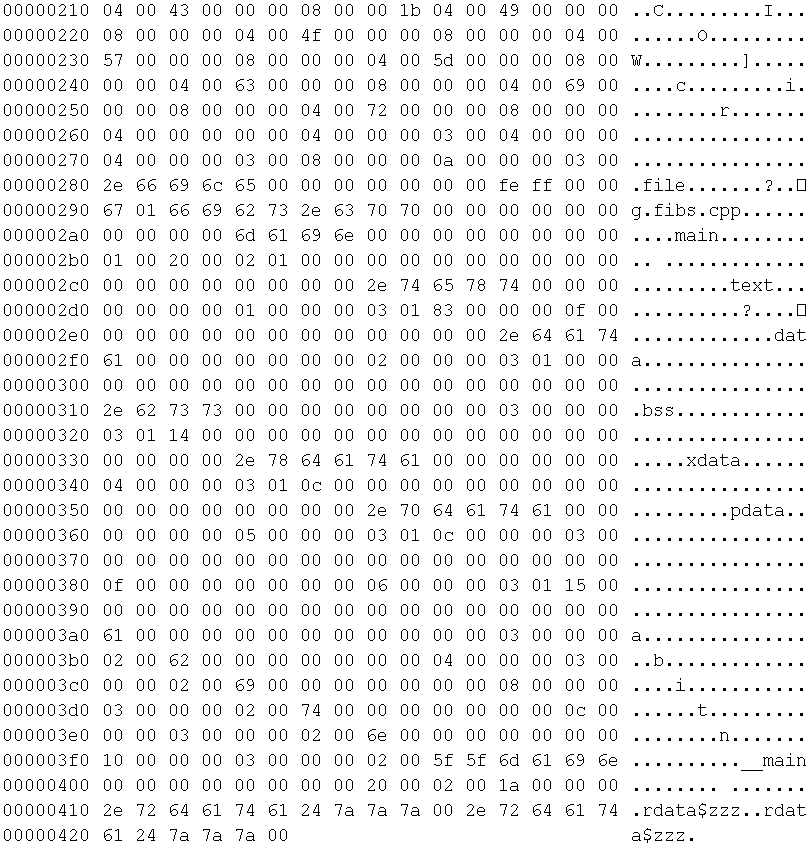 00000210 04 00 43 00 00 00 08 00 00 1b 04 00 49 00 00 00 ..C.........I...
00000220 08 00 00 00 04 00 4f 00 00 00 08 00 00 00 04 00 ......O.........
00000230 57 00 00 00 08 00 00 00 04 00 5d 00 00 00 08 00 W.........].....
00000240 00 00 04 00 63 00 00 00 08 00 00 00 04 00 69 00 ....c.........i.
00000250 00 00 08 00 00 00 04 00 72 00 00 00 08 00 00 00 ........r.......
00000260 04 00 00 00 00 00 04 00 00 00 03 00 04 00 00 00 ................
00000270 04 00 00 00 03 00 08 00 00 00 0a 00 00 00 03 00 ................
00000280 2e 66 69 6c 65 00 00 00 00 00 00 00 fe ff 00 00 .file.......?..□
00000290 67 01 66 69 62 73 2e 63 70 70 00 00 00 00 00 00 g.fibs.cpp......
000002a0 00 00 00 00 6d 61 69 6e 00 00 00 00 00 00 00 00 ....main........
000002b0 01 00 20 00 02 01 00 00 00 00 00 00 00 00 00 00 .. .............
000002c0 00 00 00 00 00 00 00 00 2e 74 65 78 74 00 00 00 .........text...
000002d0 00 00 00 00 01 00 00 00 03 01 83 00 00 00 0f 00 ..........?....□
000002e0 00 00 00 00 00 00 00 00 00 00 00 00 2e 64 61 74 .............dat
000002f0 61 00 00 00 00 00 00 00 02 00 00 00 03 01 00 00 a...............
00000300 00 00 00 00 00 00 00 00 00 00 00 00 00 00 00 00 ................
00000310 2e 62 73 73 00 00 00 00 00 00 00 00 03 00 00 00 .bss............
00000320 03 01 14 00 00 00 00 00 00 00 00 00 00 00 00 00 ................
00000330 00 00 00 00 2e 78 64 61 74 61 00 00 00 00 00 00 .....xdata......
00000340 04 00 00 00 03 01 0c 00 00 00 00 00 00 00 00 00 ................
00000350 00 00 00 00 00 00 00 00 2e 70 64 61 74 61 00 00 .........pdata..
00000360 00 00 00 00 05 00 00 00 03 01 0c 00 00 00 03 00 ................
00000370 00 00 00 00 00 00 00 00 00 00 00 00 00 00 00 00 ................
00000380 0f 00 00 00 00 00 00 00 06 00 00 00 03 01 15 00 ................
00000390 00 00 00 00 00 00 00 00 00 00 00 00 00 00 00 00 ................
000003a0 61 00 00 00 00 00 00 00 00 00 00 00 03 00 00 00 a...............
000003b0 02 00 62 00 00 00 00 00 00 00 04 00 00 00 03 00 ..b.............
000003c0 00 00 02 00 69 00 00 00 00 00 00 00 08 00 00 00 ....i...........
000003d0 03 00 00 00 02 00 74 00 00 00 00 00 00 00 0c 00 ......t.........
000003e0 00 00 03 00 00 00 02 00 6e 00 00 00 00 00 00 00 ........n.......
000003f0 10 00 00 00 03 00 00 00 02 00 5f 5f 6d 61 69 6e ..........__main
00000400 00 00 00 00 00 00 00 00 20 00 02 00 1a 00 00 00 ........ .......
00000410 2e 72 64 61 74 61 24 7a 7a 7a 00 2e 72 64 61 74 .rdata$zzz..rdat
00000420 61 24 7a 7a 7a 00 a$zzz.